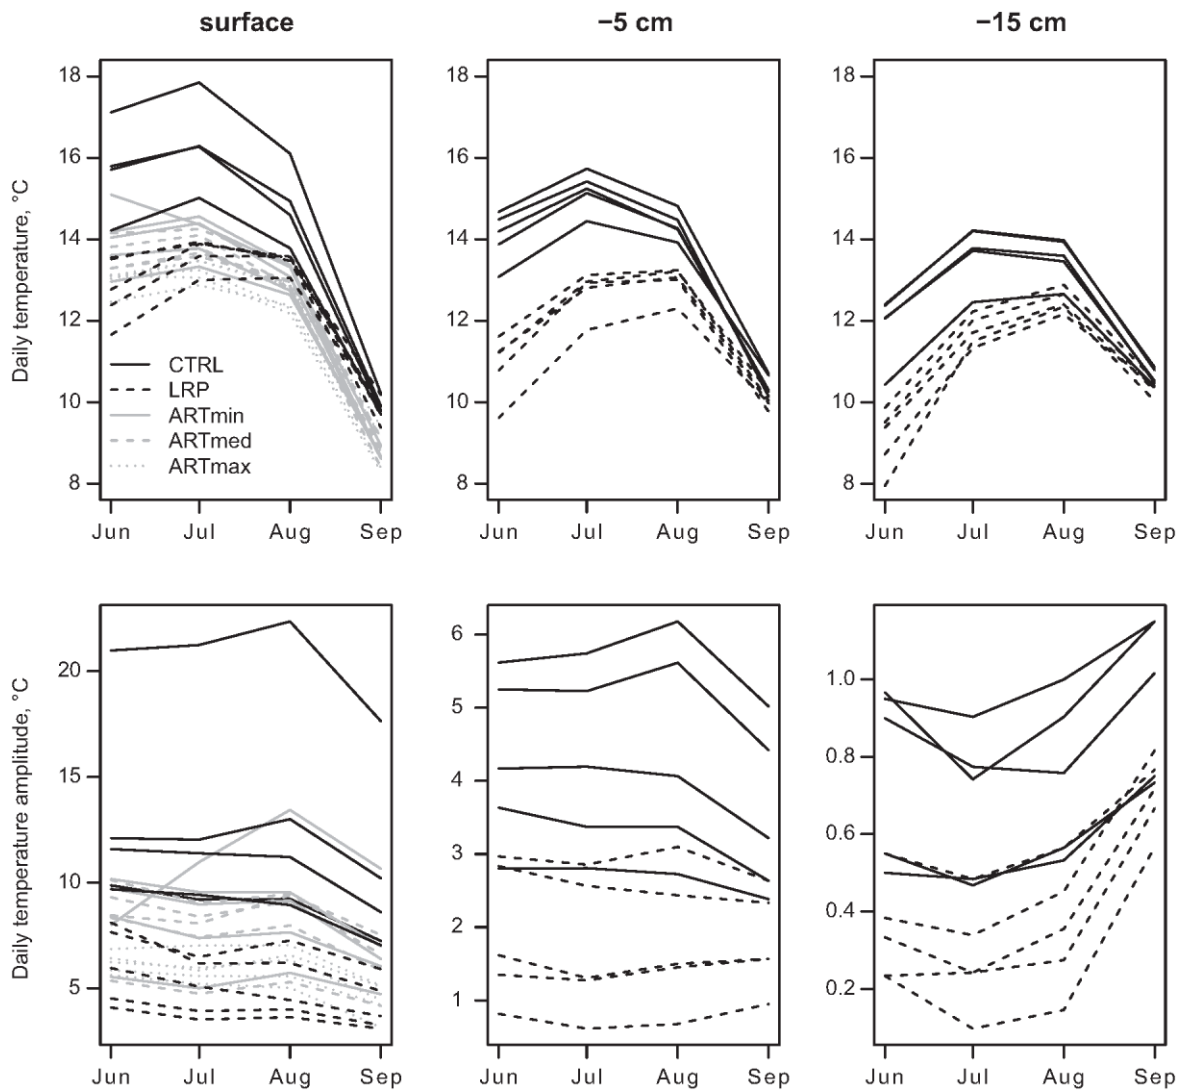 surface
−5 cm
−15 cm
Daily temperature, °C
18
16
14
12
10
8
CTRL
LRP
ARTmin
ARTmed
ARTmax
Jun Jul Aug Sep
18
16
14
12
10
8
Jun Jul Aug Sep
18
16
14
12
10
8
Jun Jul Aug Sep
Daily temperature amplitude, °C
20
15
10
5
Jun Jul Aug Sep
6
5
4
3
2
1
Jun Jul Aug Sep
1.0
0.8
0.6
0.4
0.2
Jun Jul Aug Sep